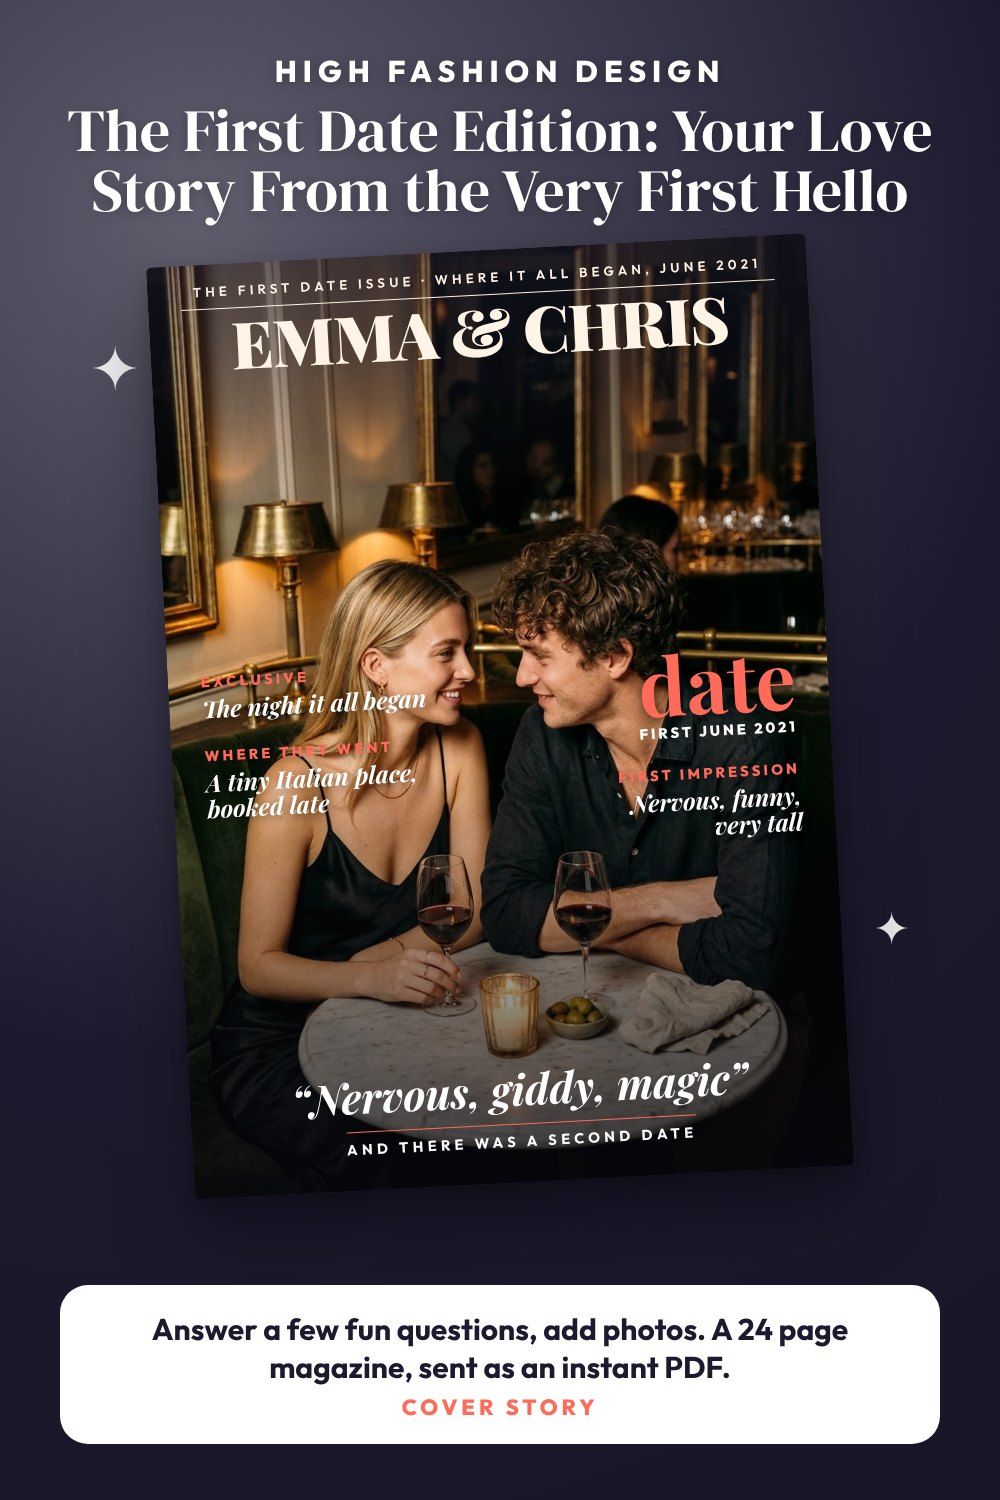 HIGH FASHION DESIGN
The First Date Edition: Your Love
Story From the Very First Hello
THE FIRST DATE ISSUE · WHERE IT ALL BEGAN, JUNE 2021
EMMA & CHRIS
EXCLUSIVE
The night it all began
WHERE THEY WENT
A tiny Italian place,
booked late
date
FIRST JUNE 2021
FIRST IMPRESSION
Nervous, funny,
very tall
“Nervous, giddy, magic”
AND THERE WAS A SECOND DATE
Answer a few fun questions, add photos. A 24 page
magazine, sent as an instant PDF.
COVER STORY